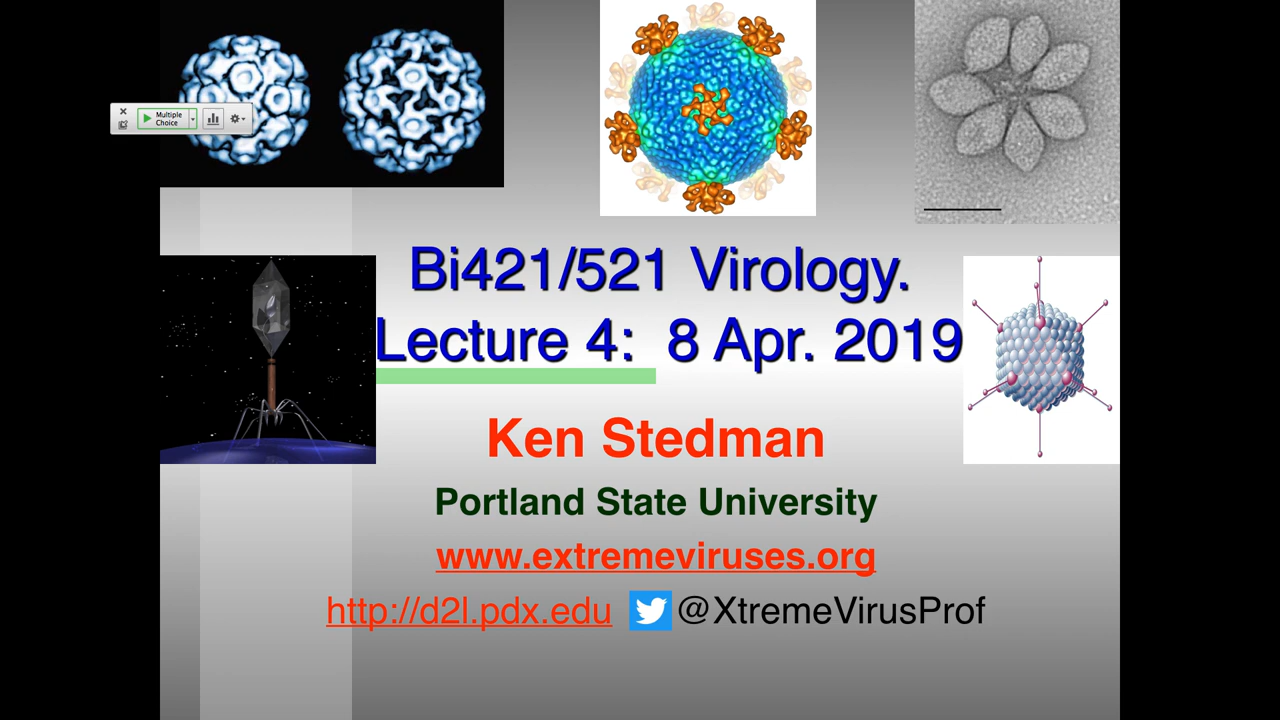 Multiple
Choice
Bi421/521 Virology.
Lecture 4: 8 Apr. 2019
Ken Stedman
Portland State University
www.extremeviruses.org
http://d2l.pdx.edu @XtremeVirusProf